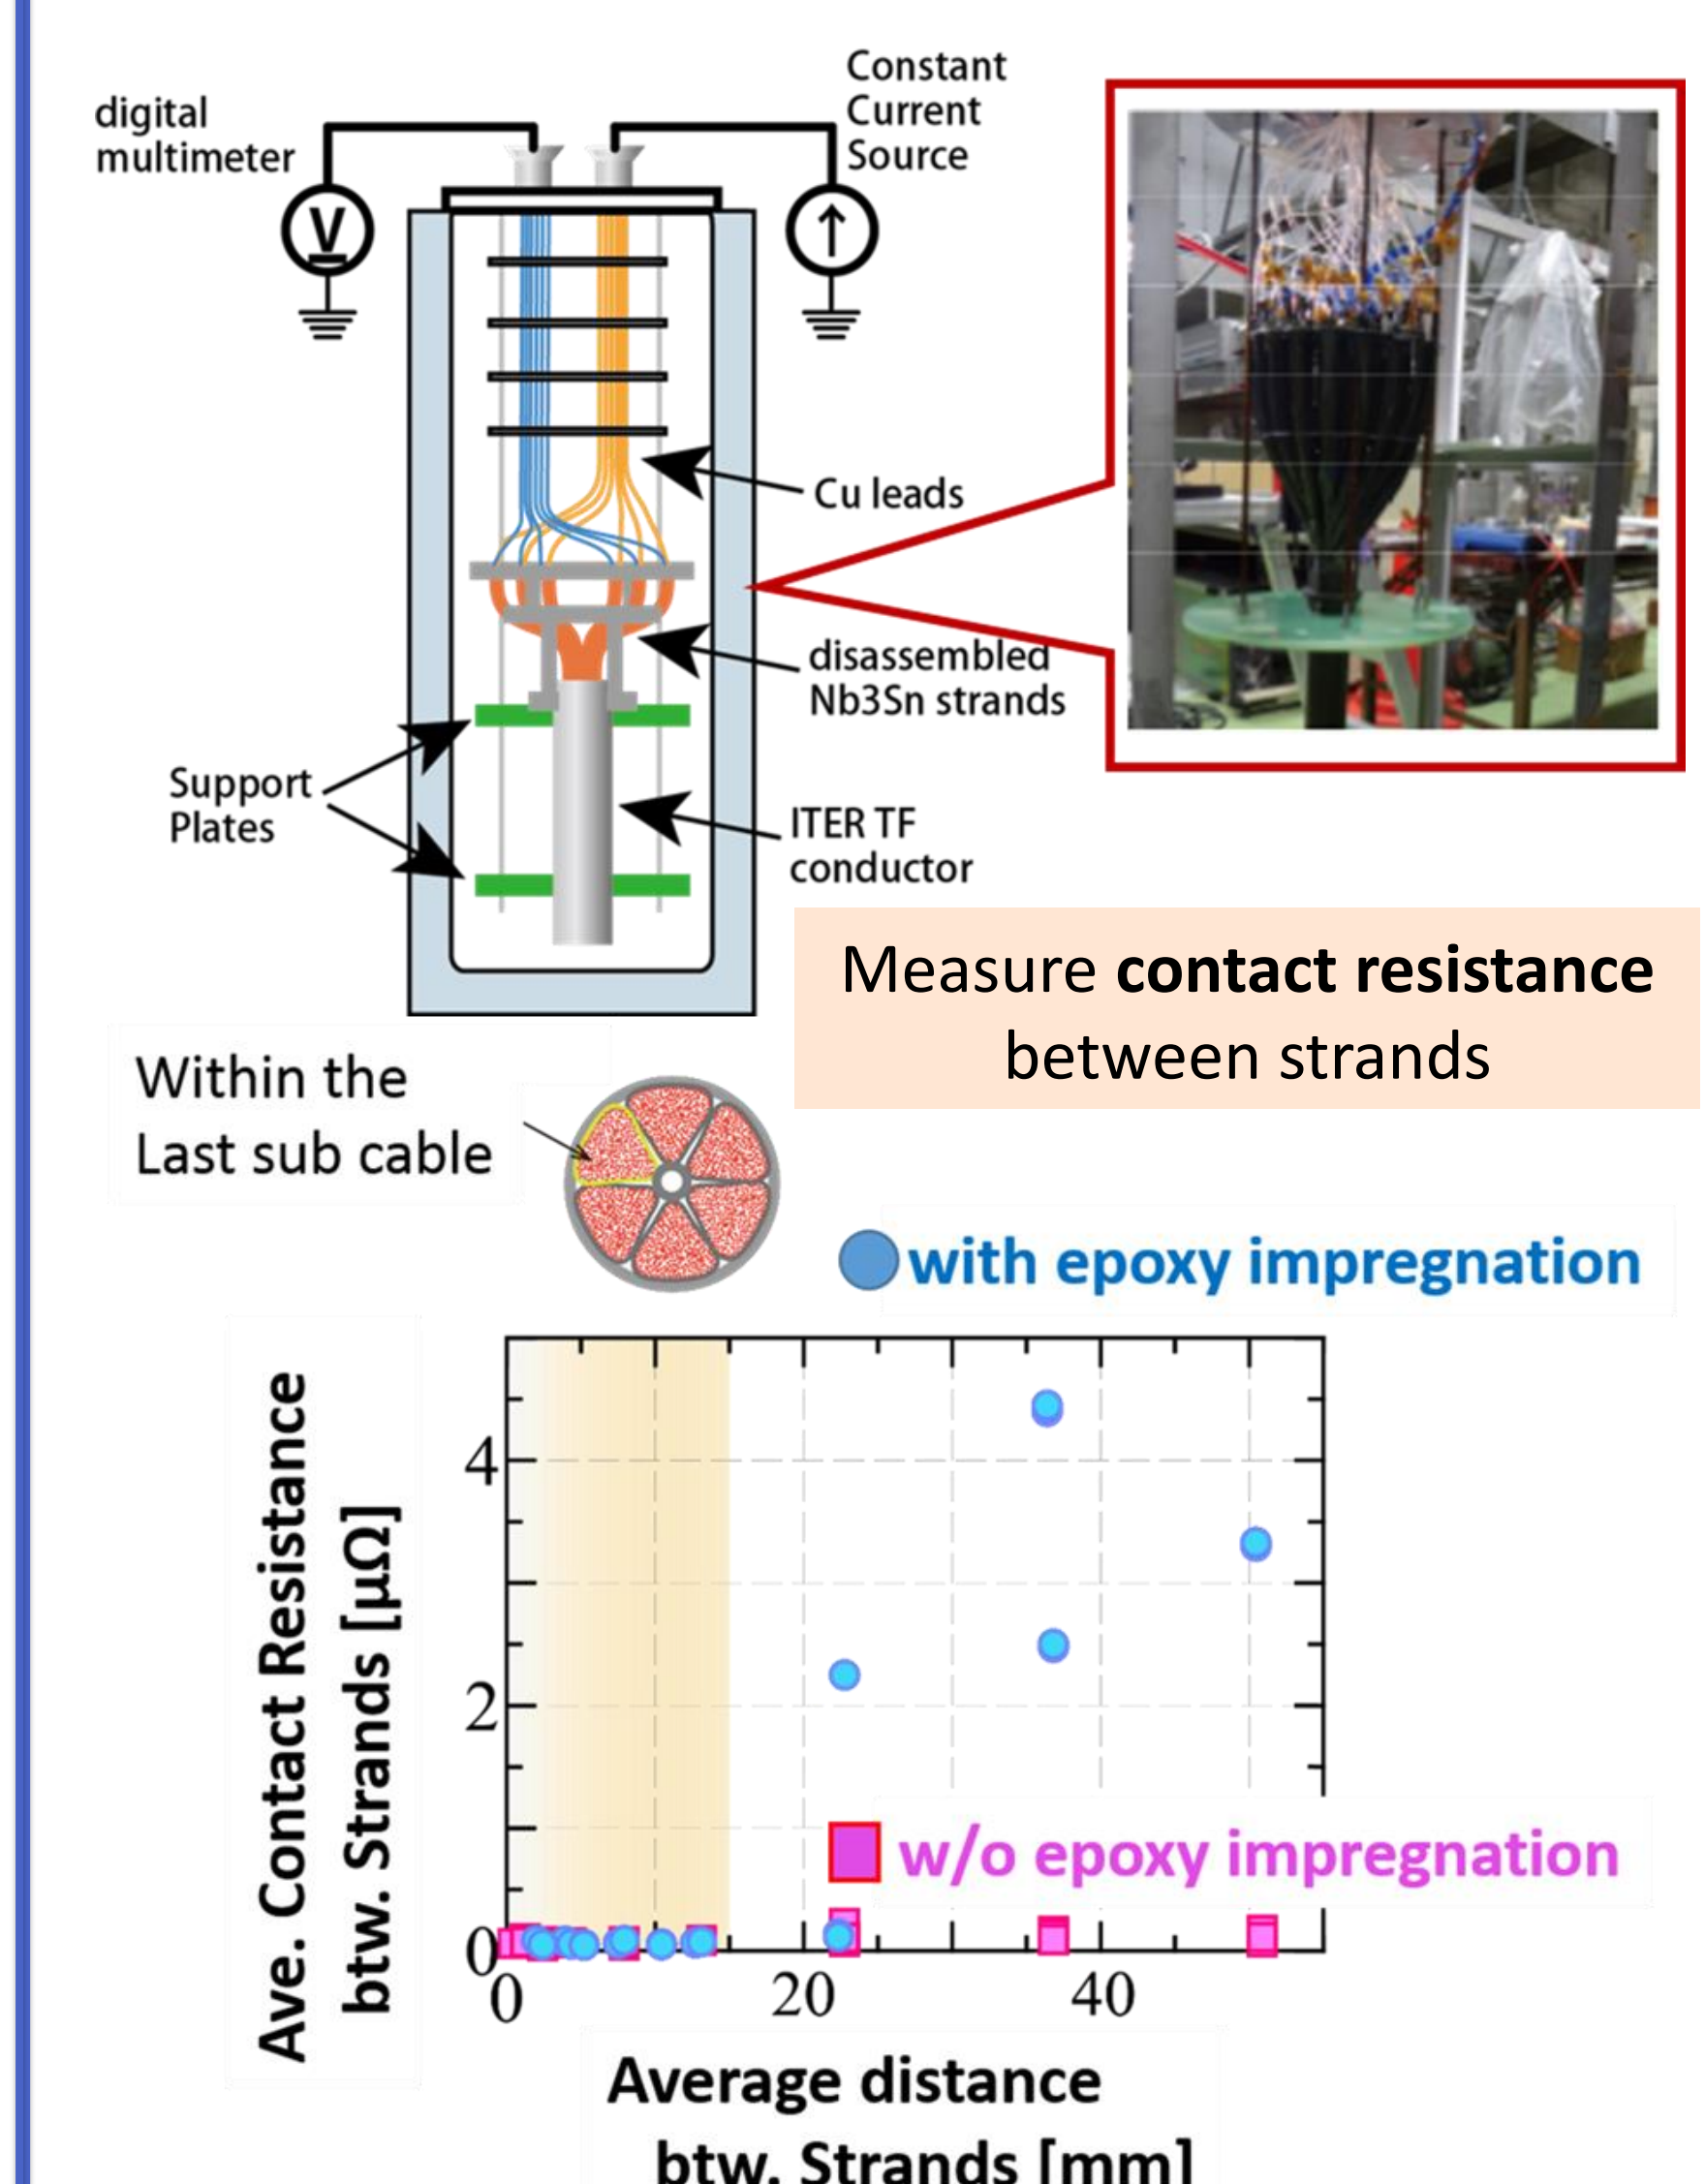 digital
multimeter
Constant
Current
Source
V
Cu leads
disassembled
Nb3Sn strands
Support
Plates
ITER TF
conductor
Measure contact resistance
between strands
Within the
Last sub cable
with epoxy impregnation
Ave. Contact Resistance
btw. Strands [μΩ]
4
2
0
w/o epoxy impregnation
0
20
40
Average distance
btw. Strands [mm]